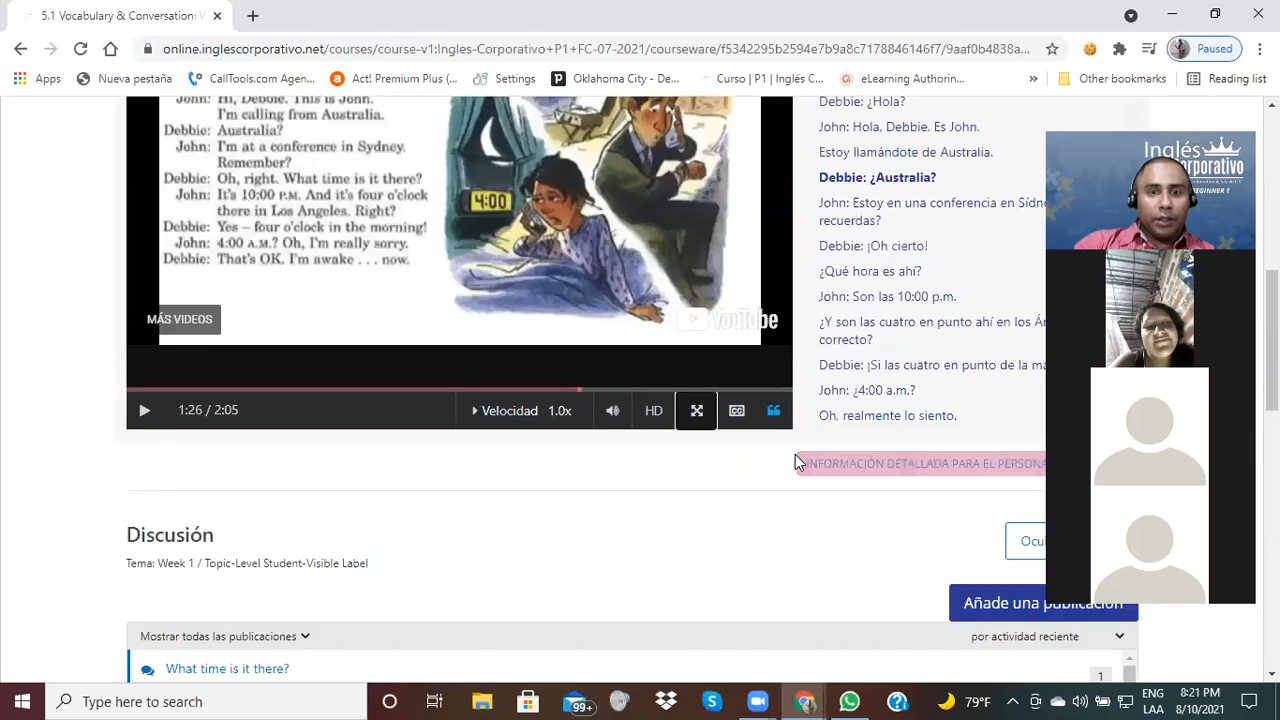 5.1 Vocabulary & Conversation: W
online.inglescorporativo.net/courses/course-v1:Ingles-Corporativo+P1+FC-07-2021/courseware/f5342295b2594e7b9a8c7178846146f7/9aaf0b4838a...
Paused
Apps
Nueva pestaña
CallTools.com Agen...
Act! Premium Plus (...
Settings
Oklahoma City - De...
Curso | P1 | Inglés C...
eLearning Authorin...
»
Other bookmarks
Reading list
John: Hi, Debbie. This is John.
I'm calling from Australia.
Debbie: Australia?
John: I'm at a conference in Sydney.
Remember?
Debbie: Oh, right. What time is it there?
John: It's 10:00 P.M. And it's four o'clock
there in Los Angeles. Right?
Debbie: Yes – four o'clock in the morning!
John: 4:00 A.M.? Oh, I'm really sorry.
Debbie: That's OK. I'm awake . . . now.
4:00
MÁS VIDEOS
YouTube
1:26 / 2:05
Velocidad 1.0x
HD
Debbie: ¿Hola?
John: Hola, Debbie. Es John.
Estoy llamándote de Australia.
Debbie: ¿Australia?
John: Estoy en una conferencia en Sídne
recuerdas?
Debbie: ¡Oh cierto!
¿Qué hora es ahí?
John: Son las 10:00 p.m.
¿Y son las cuatro en punto ahí en los Án
correcto?
Debbie: ¡Si las cuatro en punto de la ma
John: ¿4:00 a.m.?
Oh, realmente lo siento.
Inglés
Corporativo
BEGINNER 1
INFORMACIÓN DETALLADA PARA EL PERSONA
Discusión
Ocul
Tema: Week 1 / Topic-Level Student-Visible Label
Añade una publicación
Mostrar todas las publicaciones
por actividad reciente
What time is it there?
1
Type here to search
99+
79°F
ENG
LAA
8:21 PM
8/10/2021